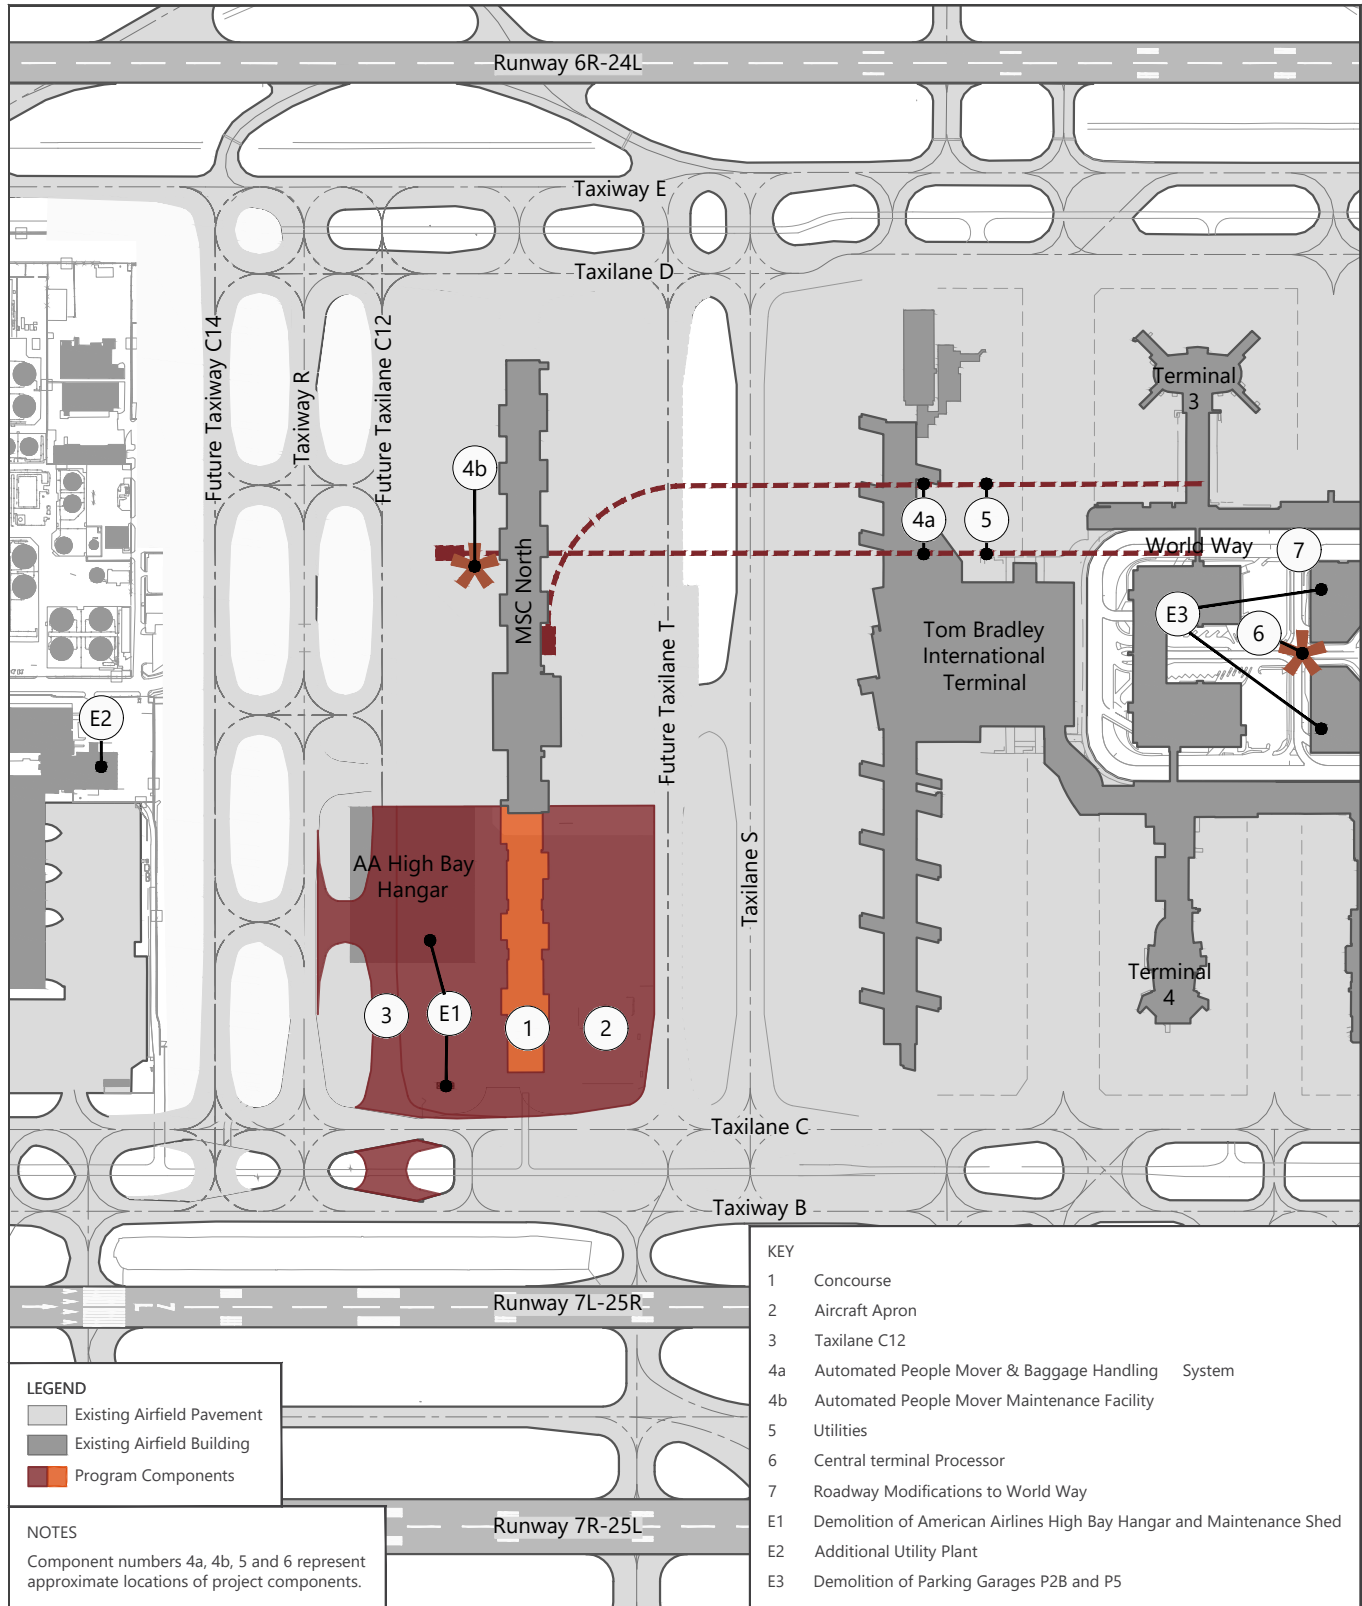 Runway 6R-24L
Taxiway E
Taxilane D
Future Taxiway C14
Taxiway R
Future Taxilane C12
Terminal
3
4b
4a
5
MSC North
World Way
7
E3
6
Tom Bradley
International
Terminal
Future Taxilane T
E2
Taxilane S
AA High Bay
Hangar
Terminal
4
3
E1
1
2
Taxilane C
Taxiway B
Runway 7L-25R
Runway 7R-25L
LEGEND
Existing Airfield Pavement
Existing Airfield Building
Program Components
NOTES
Component numbers 4a, 4b, 5 and 6 represent
approximate locations of project components.
KEY
1 Concourse
2 Aircraft Apron
3 Taxilane C12
4a Automated People Mover & Baggage Handling System
4b Automated People Mover Maintenance Facility
5 Utilities
6 Central terminal Processor
7 Roadway Modifications to World Way
E1 Demolition of American Airlines High Bay Hangar and Maintenance Shed
E2 Additional Utility Plant
E3 Demolition of Parking Garages P2B and P5